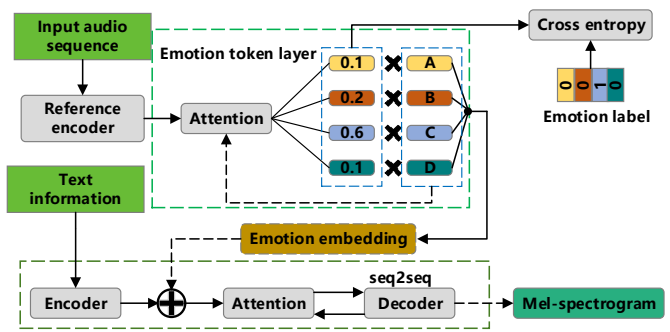 Input audio
sequence
Emotion token layer
Cross entropy
0.1
A
0.2
B
0.6
C
0.1
D
Reference
encoder
Attention
0
0
1
0
Emotion label
Text
information
Emotion embedding
seq2seq
Encoder
Attention
Decoder
Mel-spectrogram